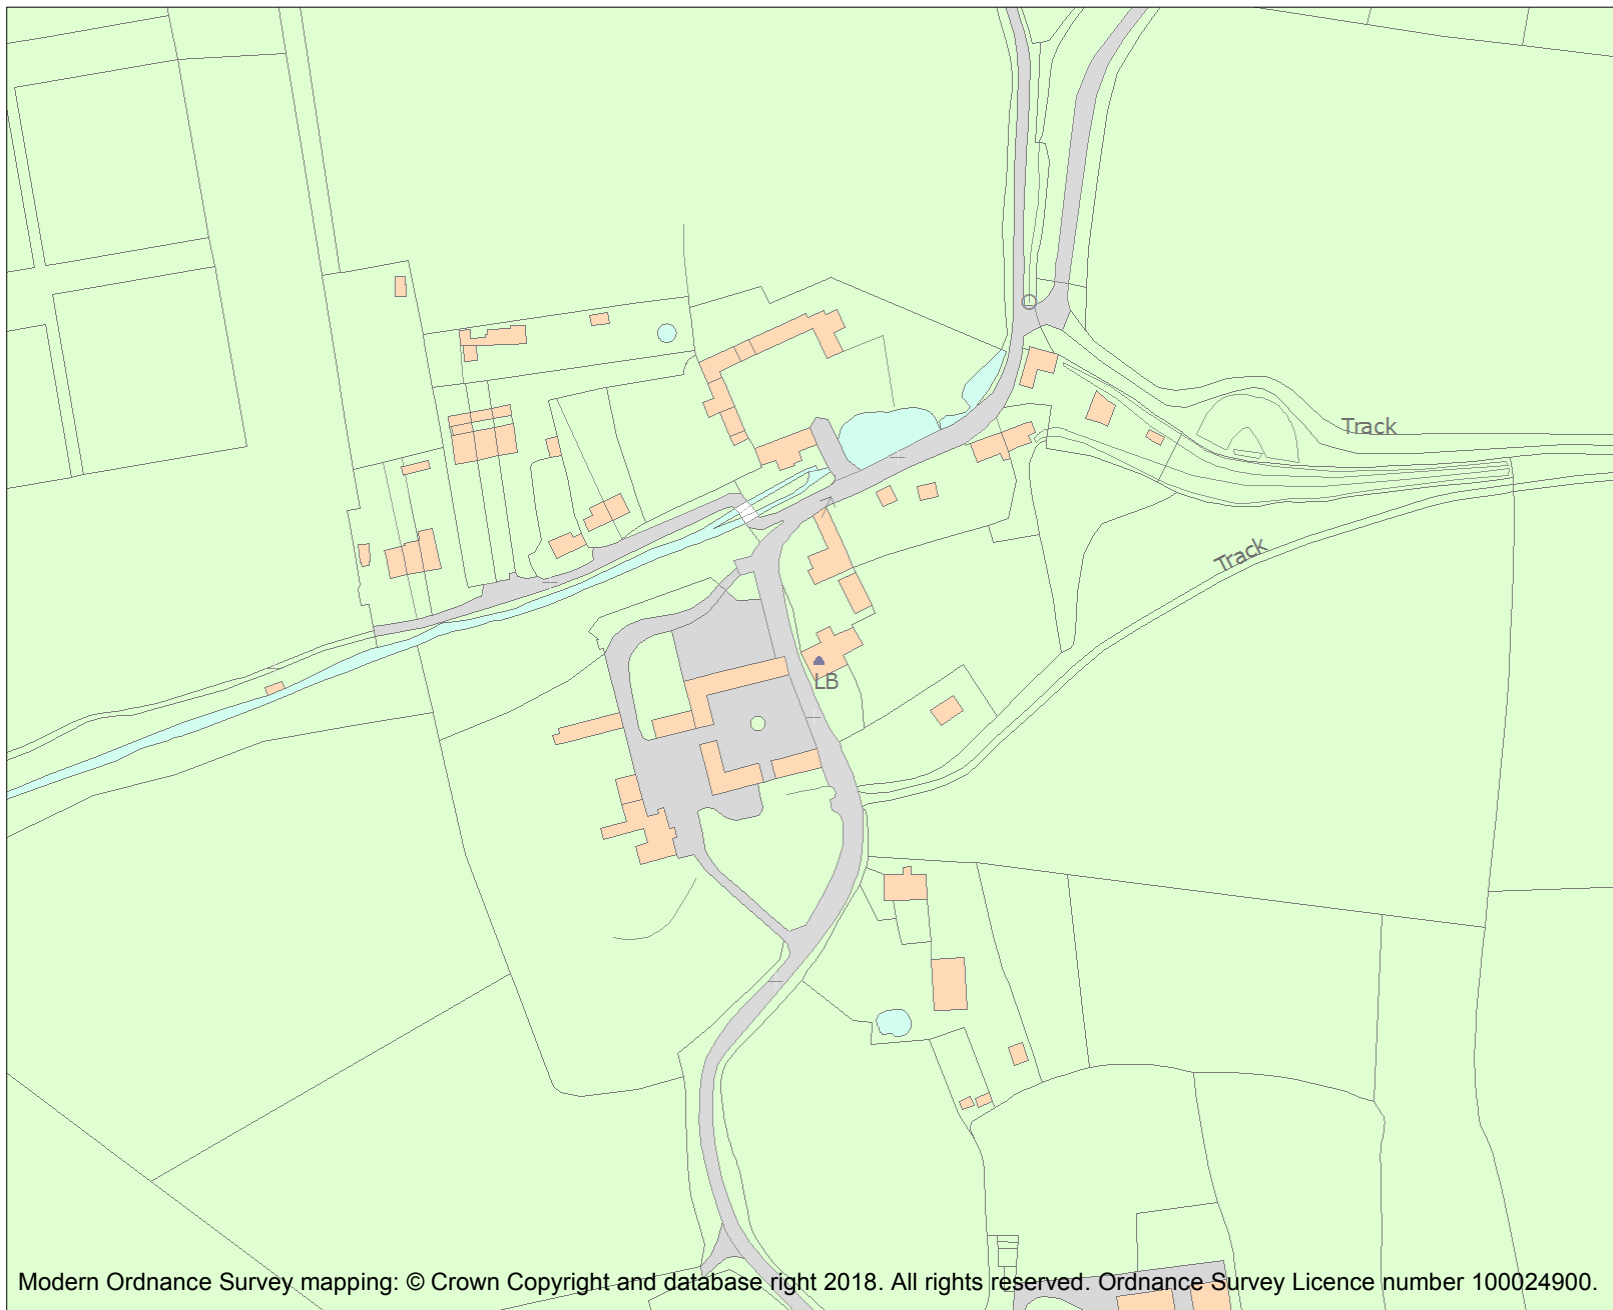 Track
Track
LB
Modern Ordnance Survey mapping: © Crown Copyright and database right 2018. All rights reserved. Ordnance Survey Licence number 100024900.